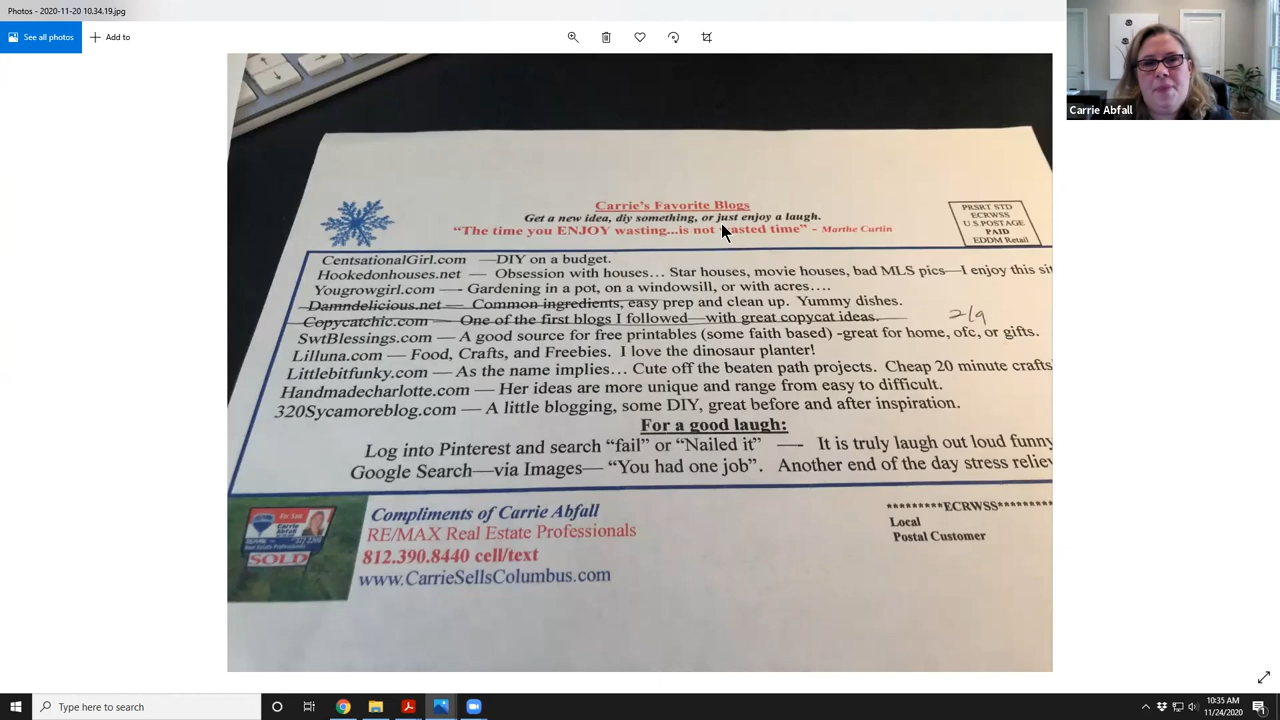 Photos - 2020-11-20 10.34.19.jpg
See all photos
Add to
Carrie Abfall
Carrie's Favorite Blogs
Get a new idea, diy something, or just enjoy a laugh.
"The time you ENJOY wasting...is not wasted time" - Marthe Curtin
PRSRT STD
ECRWSS
U.S POSTAGE
PAID
EDDM Retail
CentsationalGirl.com —DIY on a budget.
Hookedonhouses.net — Obsession with houses… Star houses, movie houses, bad MLS pics—I enjoy this
Yougrowgirl.com —- Gardening in a pot, on a windowsill, or with acres….
Damndelicious.net — Common ingredients, easy prep and clean up. Yummy dishes.
Copycatchic.com — One of the first blogs I followed—with great copycat ideas.
2/9
SwtBlessings.com — A good source for free printables (some faith based) -great for home, ofc, or gifts.
Lilluna.com — Food, Crafts, and Freebies. I love the dinosaur planter!
Littlebitfunky.com — As the name implies… Cute off the beaten path projects. Cheap 20 minute crafts
Handmadecharlotte.com — Her ideas are more unique and range from easy to difficult.
320Sycamoreblog.com — A little blogging, some DIY, great before and after inspiration.
For a good laugh:
Log into Pinterest and search "fail" or "Nailed it" —- It is truly laugh out loud funny
Google Search—via Images— "You had one job". Another end of the day stress
For Sale
Carrie
Abfall
RE/MAX
Real Estate Professionals
SOLD
Compliments of Carrie Abfall
RE/MAX Real Estate Professionals
812.390.8440 cell/text
www.CarrieSellsColumbus.com
*********ECRWSS********
Local
Postal Customer
Type here to search
10:35 AM
11/24/2020
1